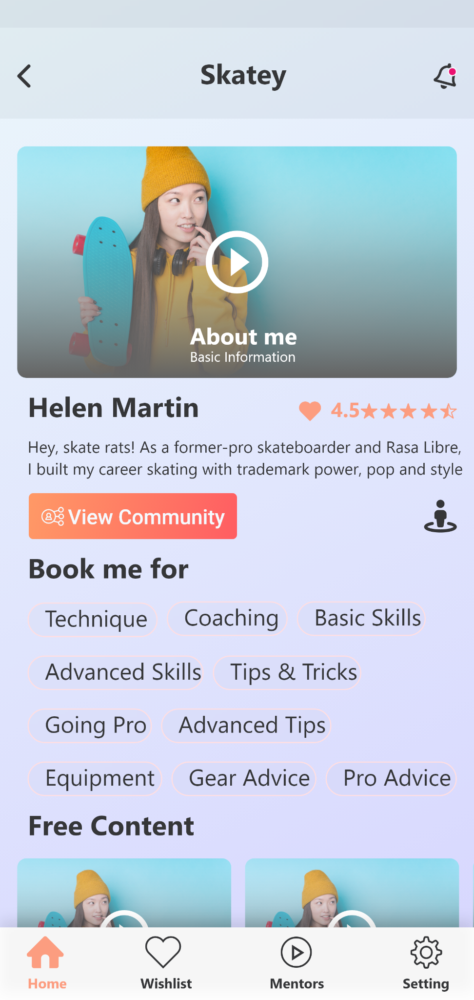 Skatey
About me
Basic Information
Helen Martin
4.5
Hey, skate rats! As a former-pro skateboarder and Rasa Libre,
I built my career skating with trademark power, pop and style
View Community
Book me for
Technique Coaching Basic Skills
Advanced Skills Tips & Tricks
Going Pro Advanced Tips
Equipment Gear Advice Pro Advice
Free Content
Home Wishlist Mentors Setting